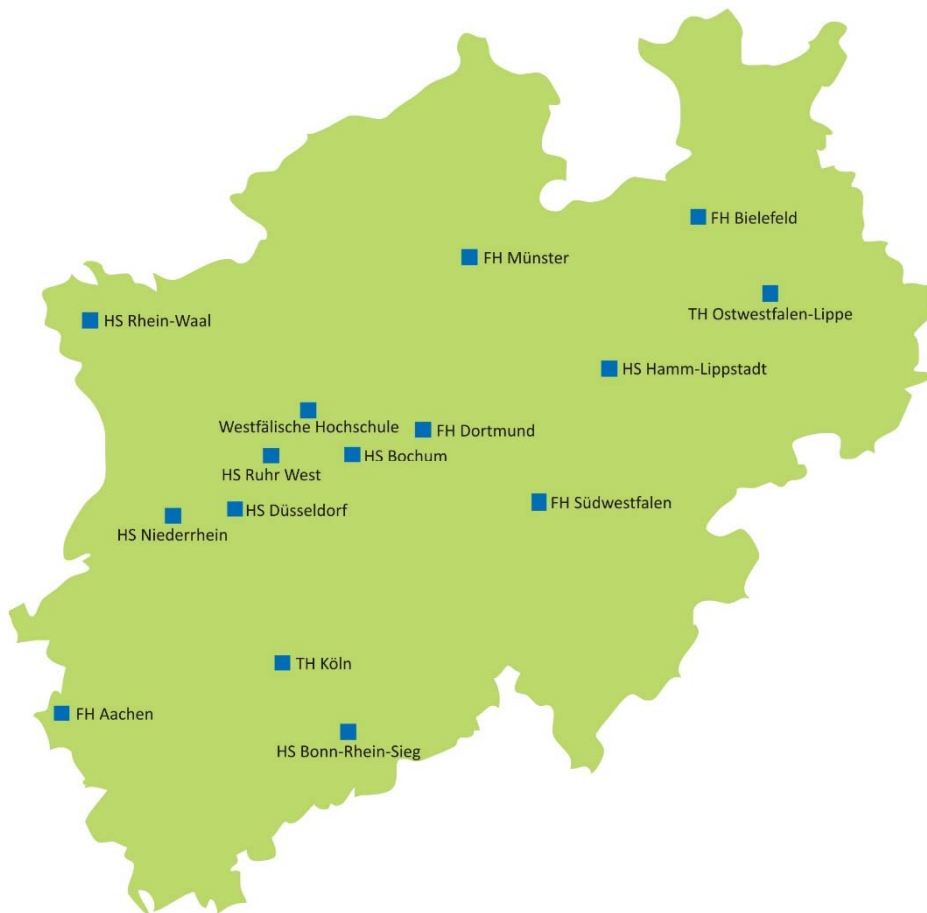 FH Bielefeld
FH Münster
TH Ostwestfalen-Lippe
HS Rhein-Waal
HS Hamm-Lippstadt
Westfälische Hochschule
FH Dortmund
HS Bochum
HS Ruhr West
FH Südwestfalen
HS Düsseldorf
HS Niederrhein
TH Köln
FH Aachen
HS Bonn-Rhein-Sieg